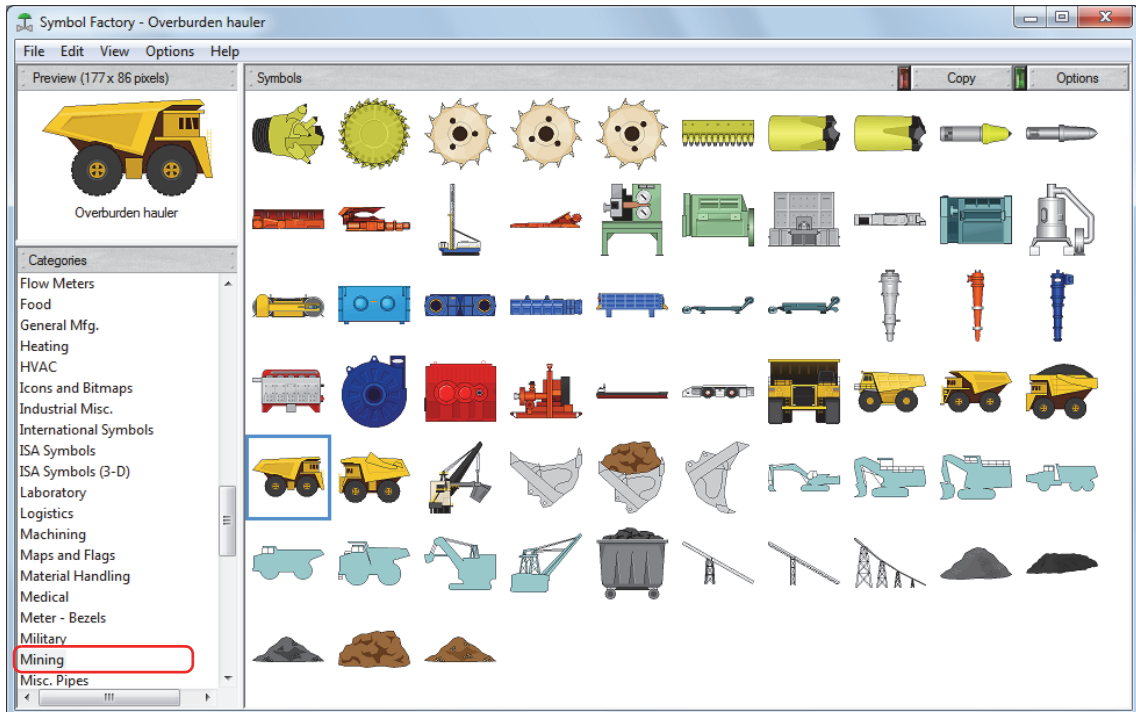 Symbol Factory - Overburden hauler
File Edit View Options Help
Preview (177 x 86 pixels)
Overburden hauler
Symbols
Copy
Options
Categories
Flow Meters
Food
General Mfg.
Heating
HVAC
Icons and Bitmaps
Industrial Misc.
International Symbols
ISA Symbols
ISA Symbols (3-D)
Laboratory
Logistics
Machining
Maps and Flags
Material Handling
Medical
Meter - Bezels
Military
Mining
Misc. Pipes